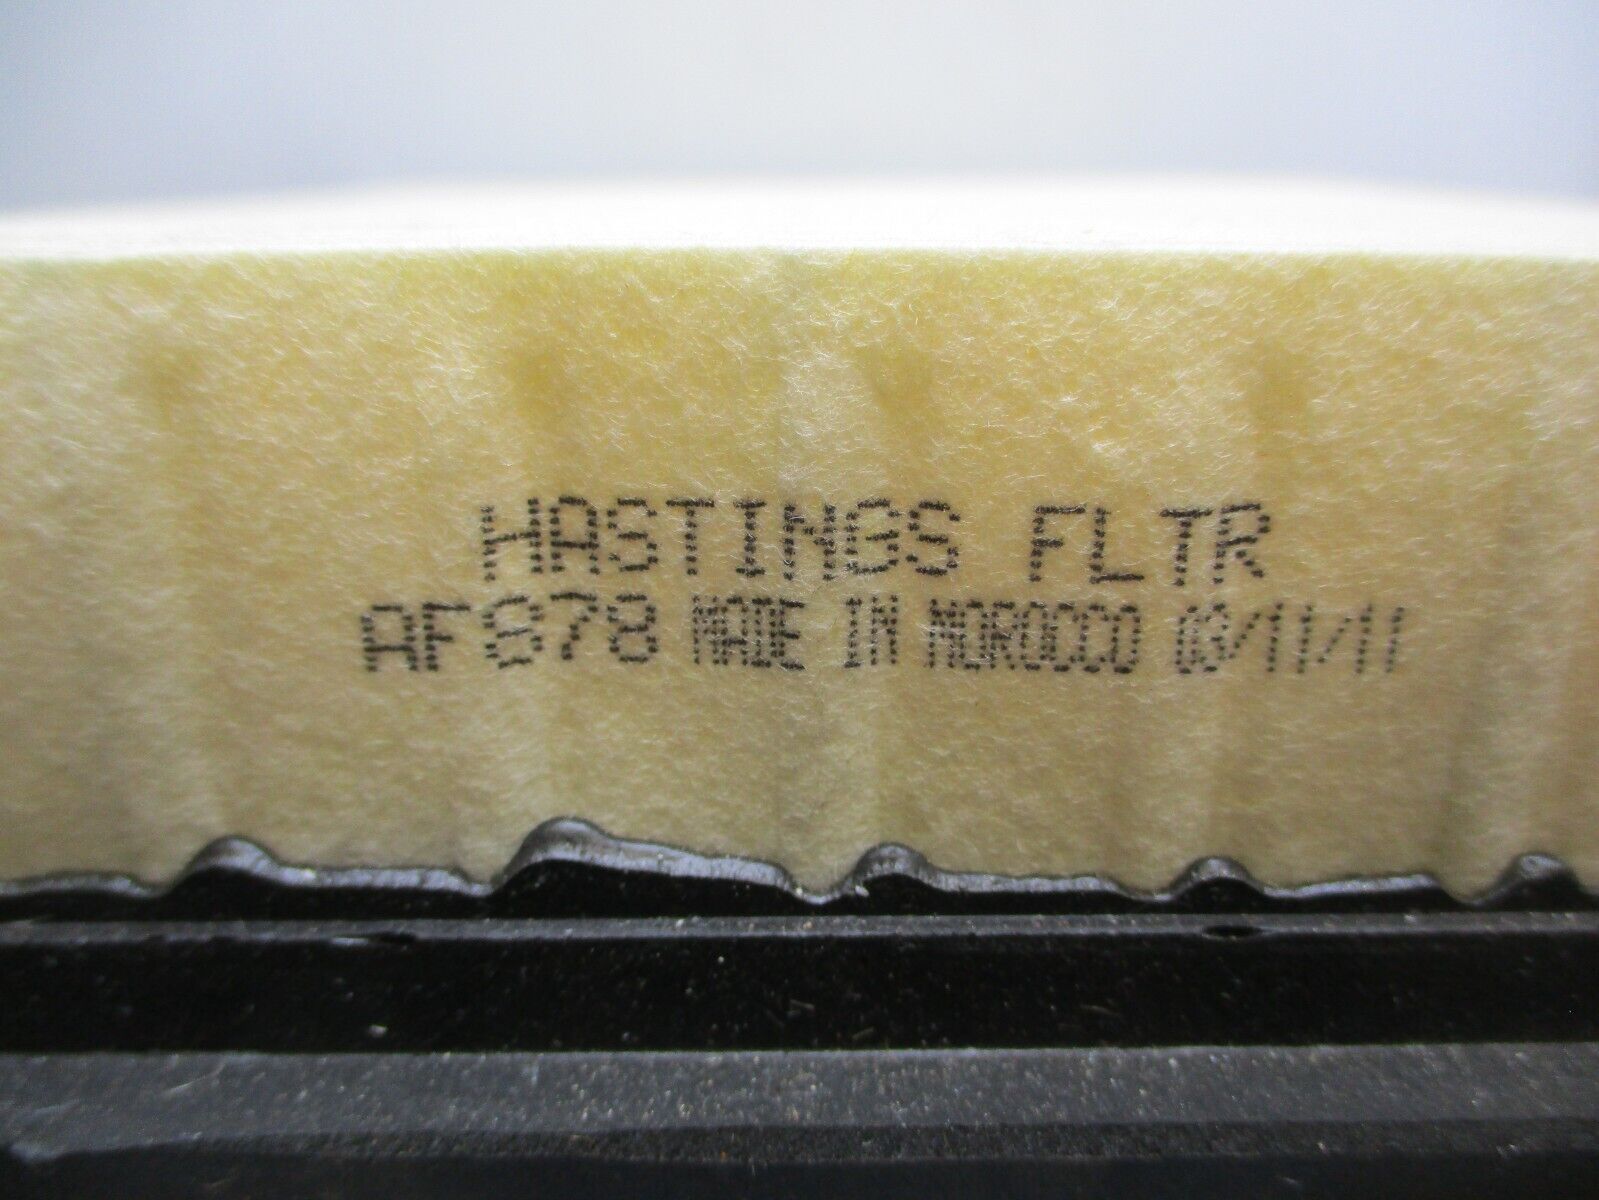 HASTINGS FLTR
AF878 MADE IN MOROCCO 03/11/11